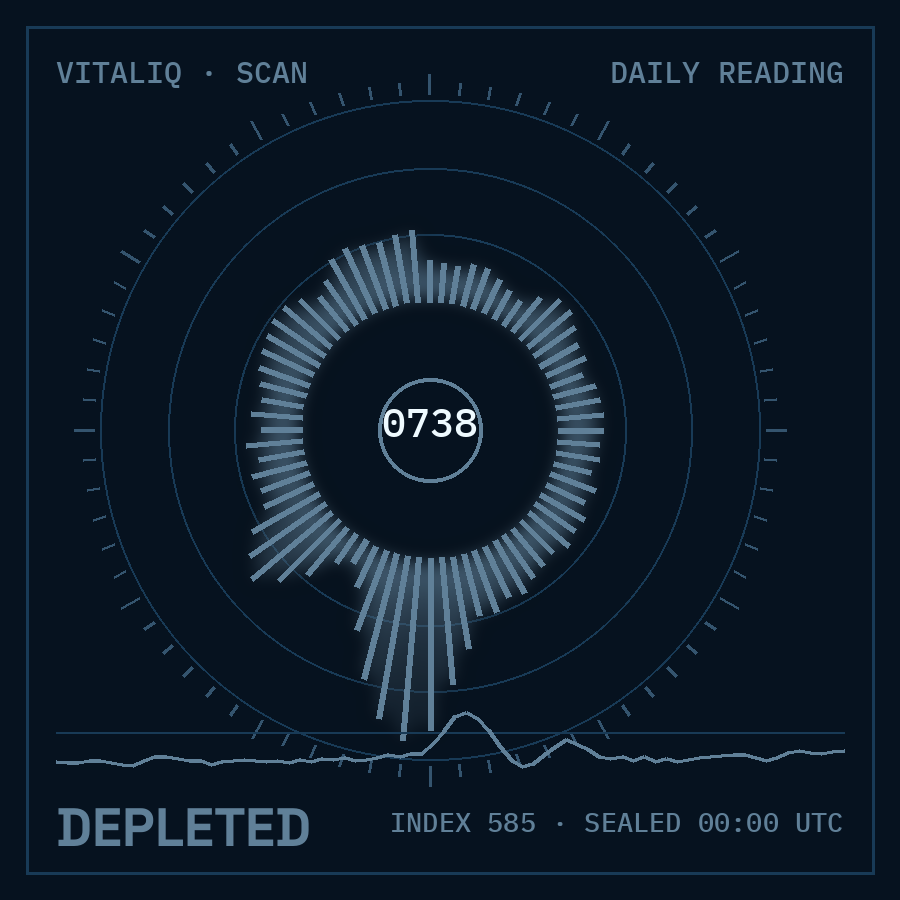 VITALIQ · SCAN
DAILY READING
0738
DEPLETED
INDEX 585 · SEALED 00:00 UTC